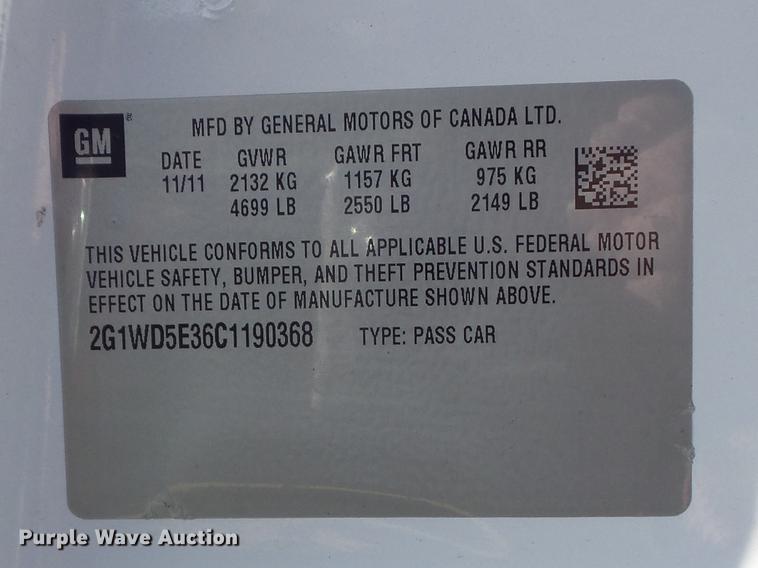 GM ®
MFD BY GENERAL MOTORS OF CANADA LTD.
DATE GVWR GAWR FRT GAWR RR
11/11 2132 KG 1157 KG 975 KG
4699 LB 2550 LB 2149 LB
THIS VEHICLE CONFORMS TO ALL APPLICABLE U.S. FEDERAL MOTOR
VEHICLE SAFETY, BUMPER, AND THEFT PREVENTION STANDARDS IN
EFFECT ON THE DATE OF MANUFACTURE SHOWN ABOVE.
2G1WD5E36C1190368 TYPE: PASS CAR
Purple Wave Auction